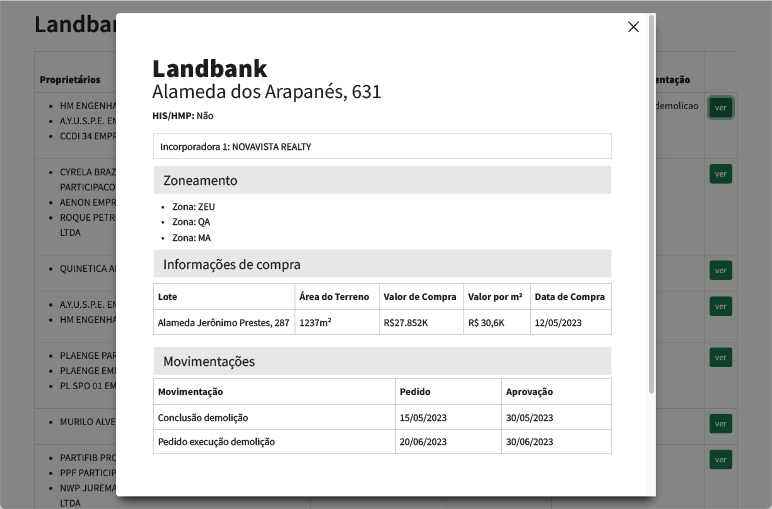 Landba
Landbank
Alameda dos Arapanés, 631
HIS/HMP: Não
Incorporadora 1: NOVAVISTA REALTY
Zoneamento
• Zona: ZEU
• Zona: QA
• Zona: MA
Informações de compra
Lote Área do Terreno Valor de Compra Valor por m² Data de Compra
Alameda Jerônimo Prestes, 287 1237m² R$27.852K R$ 30,6K 12/05/2023
Movimentações
Movimentação Pedido Aprovação
Conclusão demolição 15/05/2023 30/05/2023
Pedido execução demolição 20/06/2023 30/06/2023
Proprietários entação
• HM ENGENHA demolicao ver
• A.Y.U.S.P.E. EM
• CCDI 34 EMPR
• CYRELA BRAZ ver
PARTICIPACO
• AENON EMPR
• ROQUE PETR
LTDA
• QUINETICA A ver
• A.Y.U.S.P.E. EM ver
• HM ENGENHA
• PLAENGE PAR ver
• PLAENGE EM
• PL SPO 01 EM
• MURILO ALVE ver
• PARTIFIB PRO ver
• PPF PARTICIP
• NWP JUREMA
LTDA